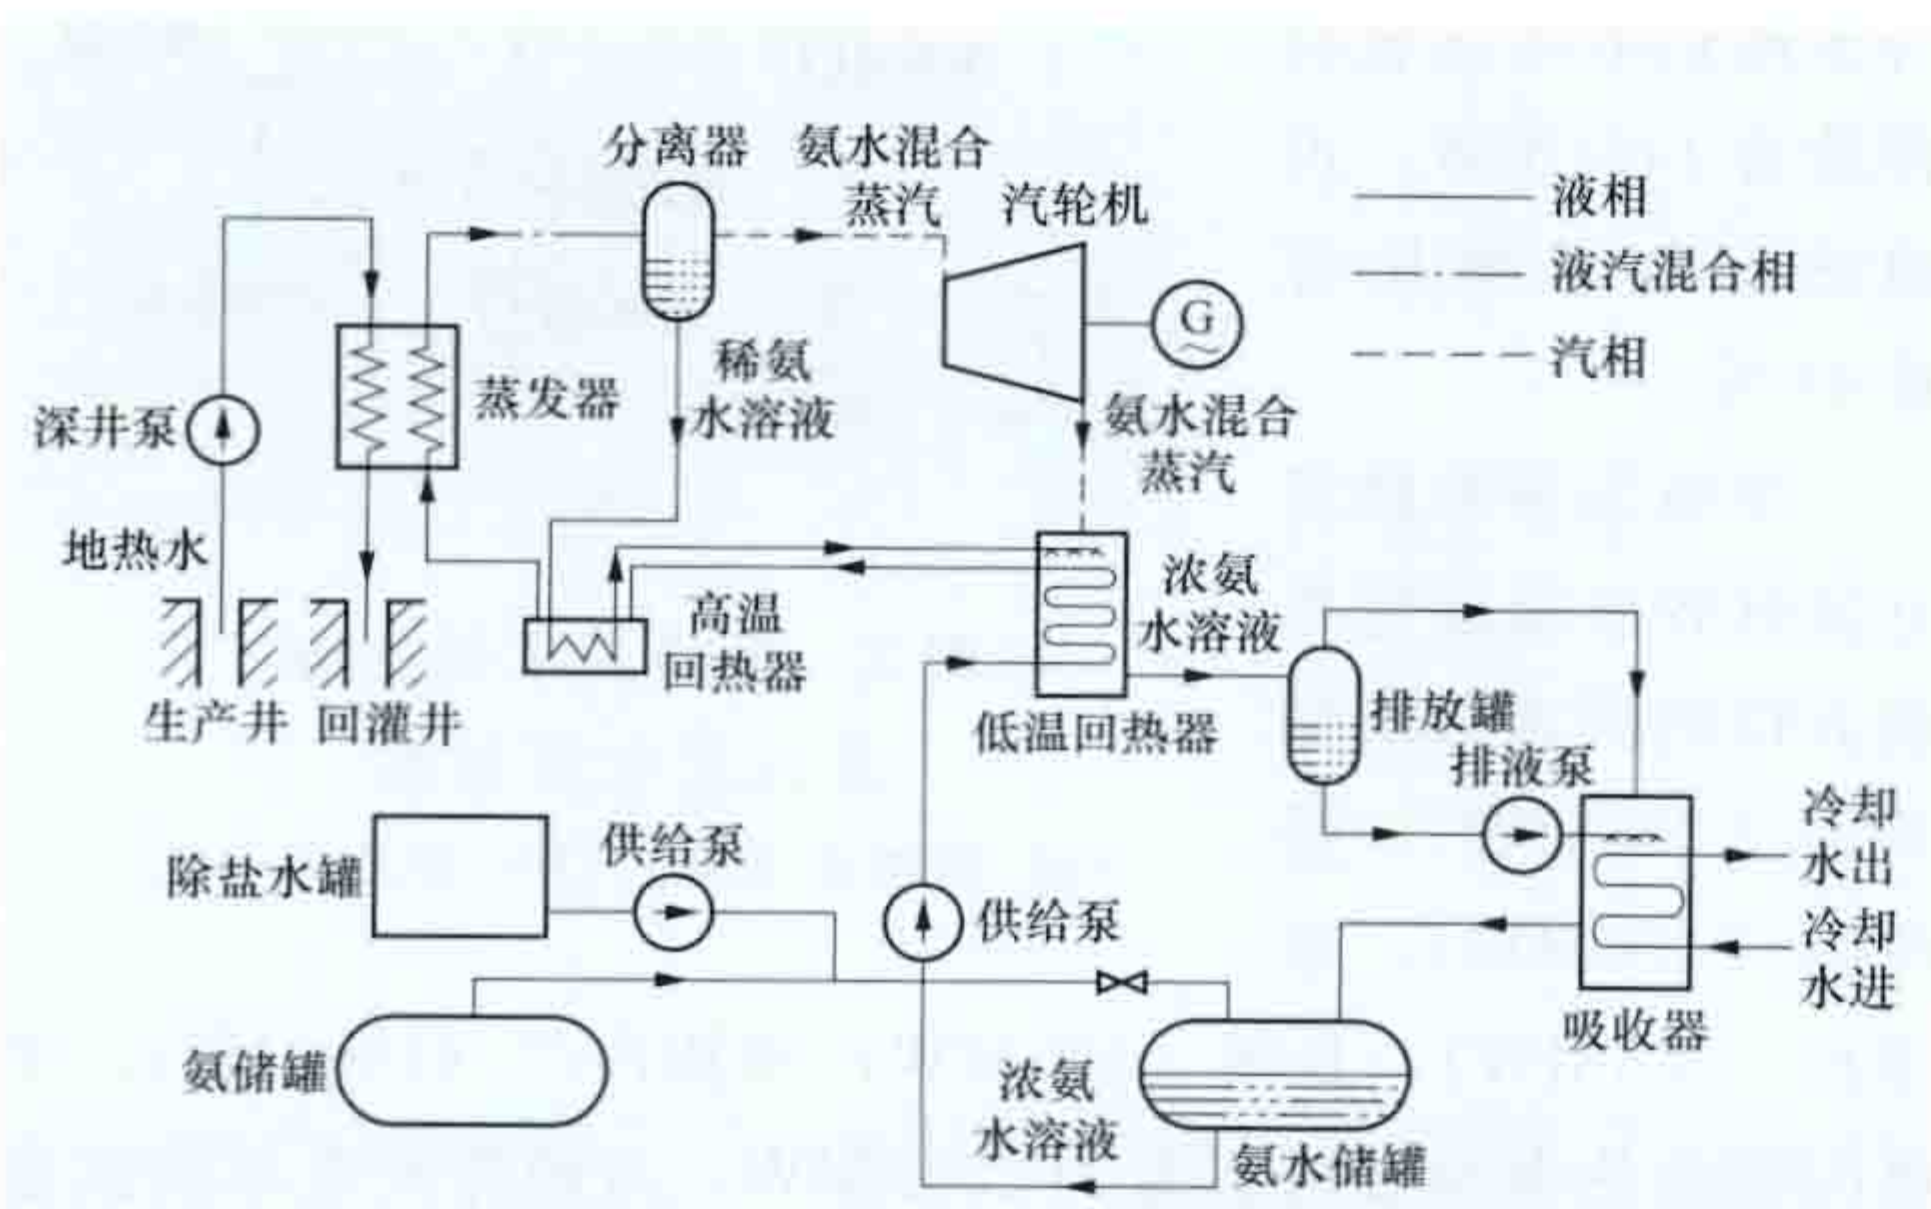 分离器
氨水混合
蒸汽
汽轮机
液相
液汽混合相
汽相
G
深井泵
蒸发器
稀氨
水溶液
氨水混合
蒸汽
地热水
高温
回热器
浓氨
水溶液
生产井
回灌井
低温回热器
排放罐
排液泵
除盐水罐
供给泵
供给泵
冷却
水出
冷却
水进
吸收器
氨储罐
浓氨
水溶液
氨水储罐